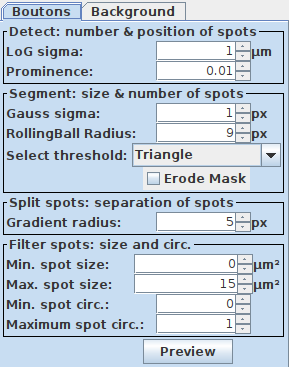 Boutons Background
Detect: number & position of spots
LoG sigma: 1 µm
Prominence: 0.01
Segment: size & number of spots
Gauss sigma: 1 px
RollingBall Radius: 9 px
Select threshold: Triangle
Erode Mask
Split spots: separation of spots
Gradient radius: 5 px
Filter spots: size and circ.
Min. spot size: 0 µm²
Max. spot size: 15 µm²
Min. spot circ.: 0
Maximum spot circ.: 1
Preview